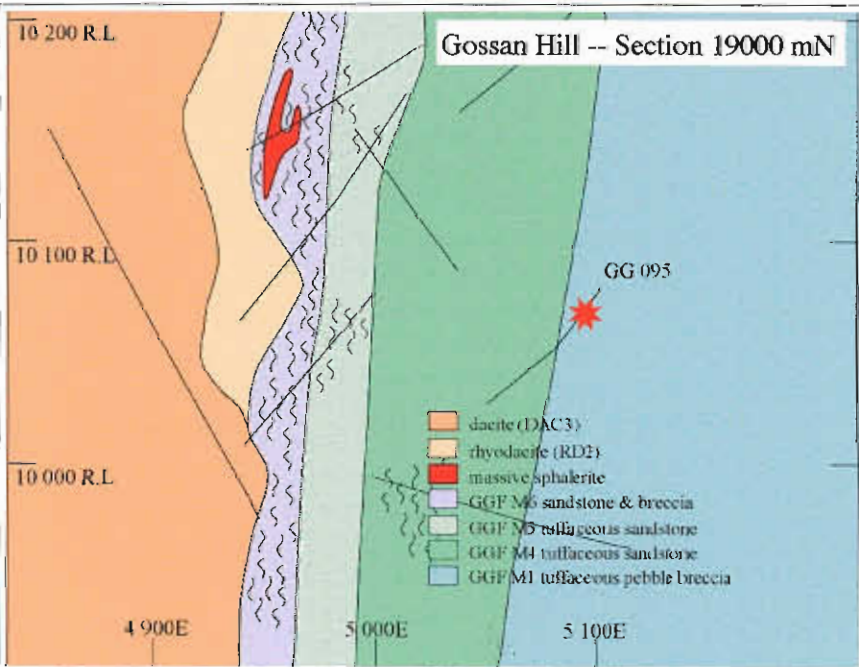 10 200 R.L
Gossan Hill -- Section 19000 mN
10 100 R.L
GG 095
dacite (DAC3)
rhyodacite (RD2)
10 000 R.L
massive sphalerite
GGF M6 sandstone & breccia
GGF M5 tuffaceous sandstone
GGF M4 tuffaceous sandstone
GGF M1 tuffaceous pebble breccia
4 900E
5 000E
5 100E